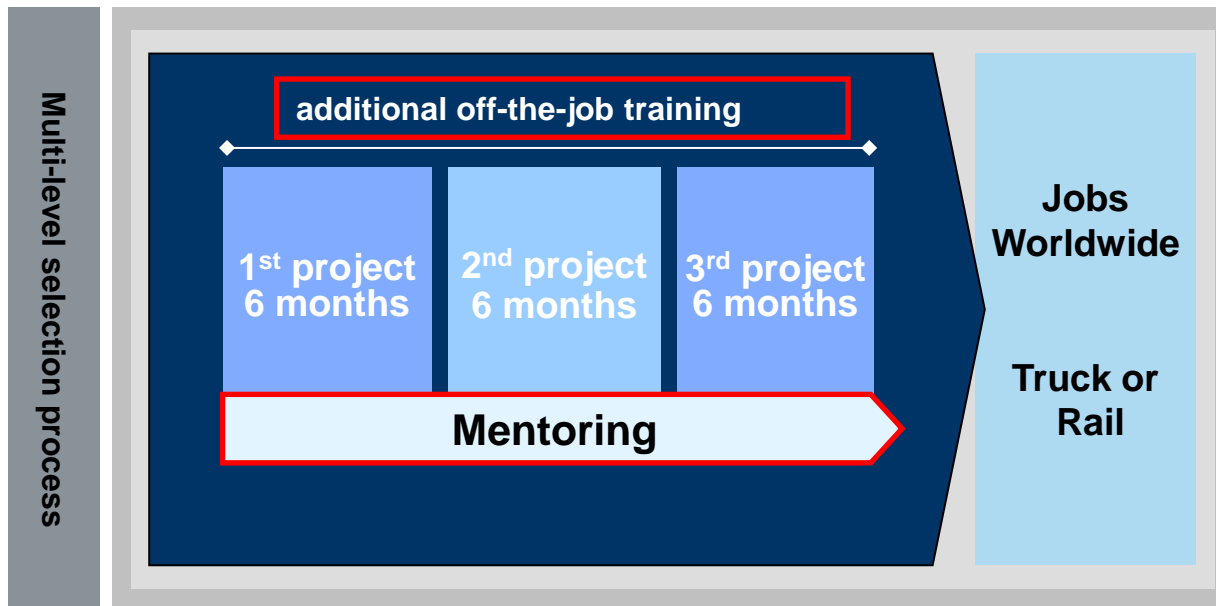 Multi-level selection process
additional off-the-job training
1st project
6 months
2nd project
6 months
3rd project
6 months
Mentoring
Jobs
Worldwide
Truck or
Rail